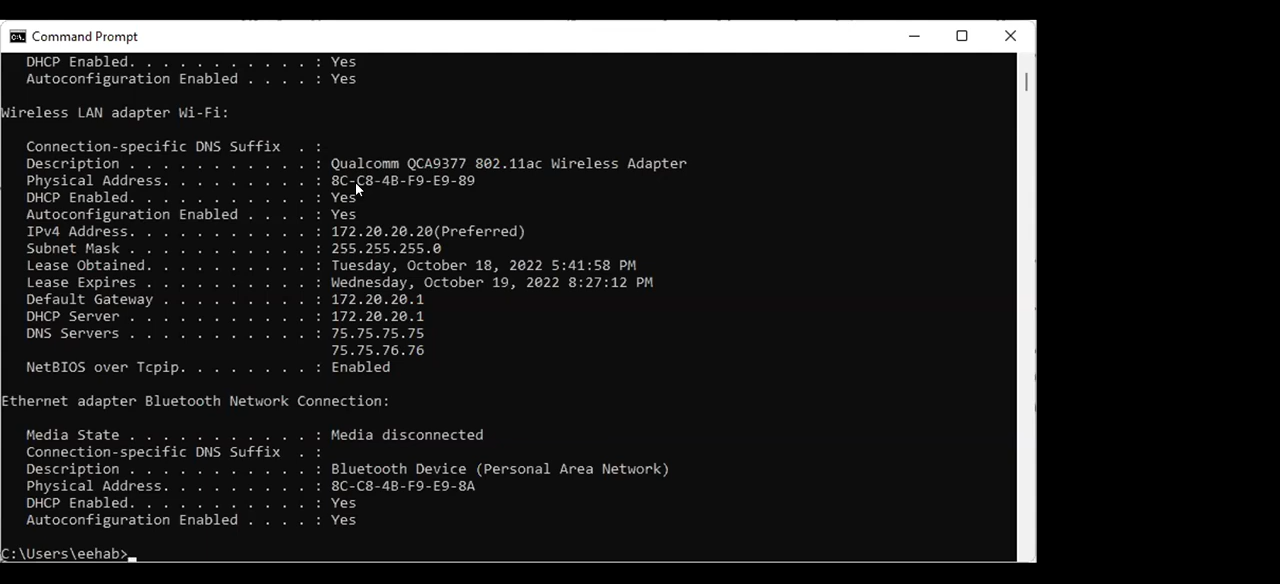 Command Prompt
DHCP Enabled. . . . . . . . . . . : Yes
Autoconfiguration Enabled . . . . : Yes
Wireless LAN adapter Wi-Fi:
Connection-specific DNS Suffix  . :
Description . . . . . . . . . . . : Qualcomm QCA9377 802.11ac Wireless Adapter
Physical Address. . . . . . . . . : 8C-C8-4B-F9-E9-89
DHCP Enabled. . . . . . . . . . . : Yes
Autoconfiguration Enabled . . . . : Yes
IPv4 Address. . . . . . . . . . . : 172.20.20.20(Preferred)
Subnet Mask . . . . . . . . . . . : 255.255.255.0
Lease Obtained. . . . . . . . . . : Tuesday, October 18, 2022 5:41:58 PM
Lease Expires . . . . . . . . . . : Wednesday, October 19, 2022 8:27:12 PM
Default Gateway . . . . . . . . . : 172.20.20.1
DHCP Server . . . . . . . . . . . : 172.20.20.1
DNS Servers . . . . . . . . . . . : 75.75.75.75
75.75.76.76
NetBIOS over Tcpip. . . . . . . . : Enabled
Ethernet adapter Bluetooth Network Connection:
Media State . . . . . . . . . . . : Media disconnected
Connection-specific DNS Suffix  . :
Description . . . . . . . . . . . : Bluetooth Device (Personal Area Network)
Physical Address. . . . . . . . . : 8C-C8-4B-F9-E9-8A
DHCP Enabled. . . . . . . . . . . : Yes
Autoconfiguration Enabled . . . . : Yes
C:\Users\eehab>